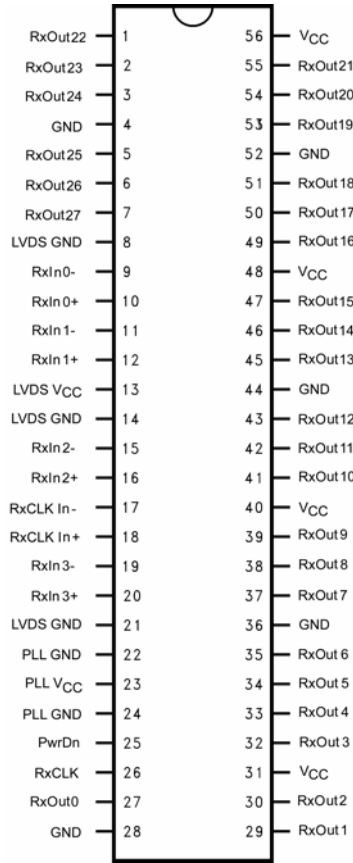 RxOut22 1 56 VCC
RxOut23 2 55 RxOut21
RxOut24 3 54 RxOut20
GND 4 53 RxOut19
RxOut25 5 52 GND
RxOut26 6 51 RxOut18
RxOut27 7 50 RxOut17
LVDS GND 8 49 RxOut16
RxIn0- 9 48 VCC
RxIn0+ 10 47 RxOut15
RxIn1- 11 46 RxOut14
RxIn1+ 12 45 RxOut13
LVDS VCC 13 44 GND
LVDS GND 14 43 RxOut12
RxIn2- 15 42 RxOut11
RxIn2+ 16 41 RxOut10
RxCLK In- 17 40 VCC
RxCLK In+ 18 39 RxOut9
RxIn3- 19 38 RxOut8
RxIn3+ 20 37 RxOut7
LVDS GND 21 36 GND
PLL GND 22 35 RxOut6
PLL VCC 23 34 RxOut5
PLL GND 24 33 RxOut4
PwrDn 25 32 RxOut3
RxCLK 26 31 VCC
RxOut0 27 30 RxOut2
GND 28 29 RxOut1